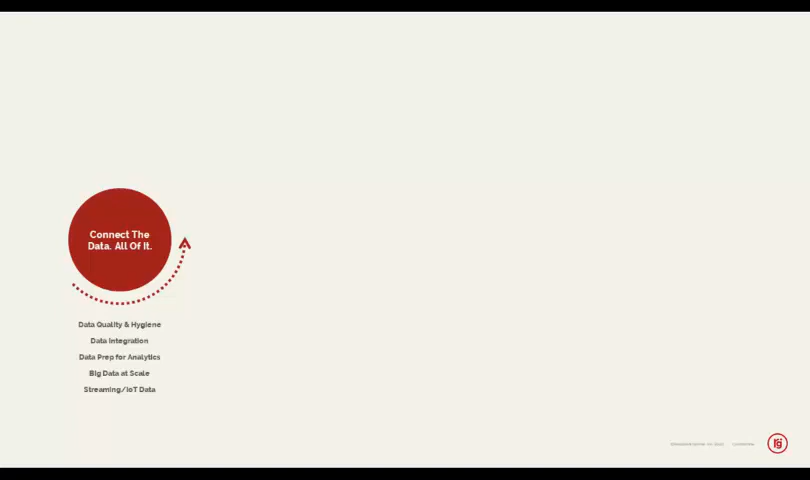 Connect The
Data. All Of It.
Data Quality & Hygiene
Data Integration
Data Prep for Analytics
Big Data at Scale
Streaming/IoT Data